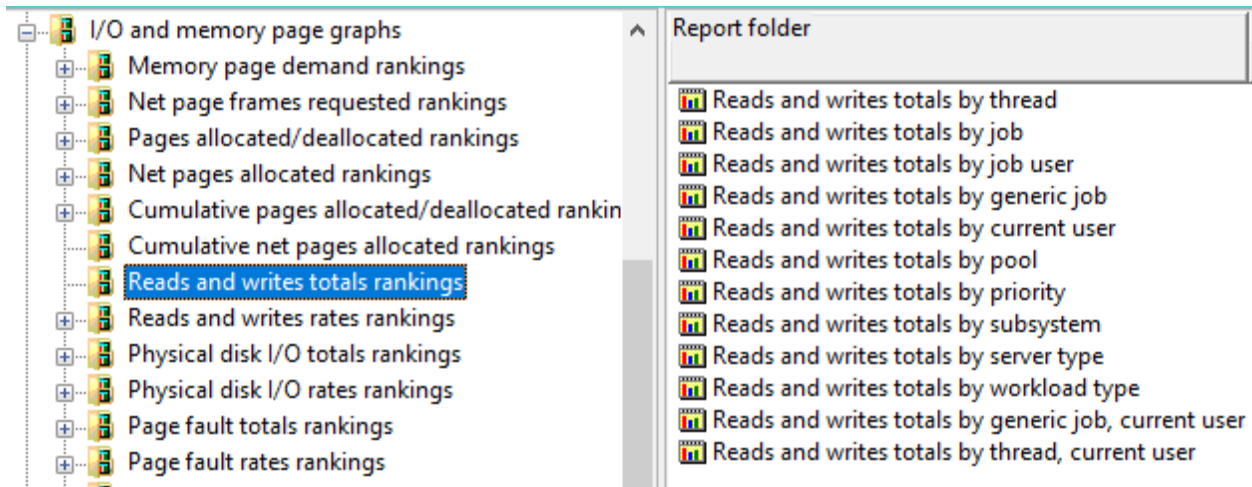 I/O and memory page graphs
Memory page demand rankings
Net page frames requested rankings
Pages allocated/deallocated rankings
Net pages allocated rankings
Cumulative pages allocated/deallocated rankin
Cumulative net pages allocated rankings
Reads and writes totals rankings
Reads and writes rates rankings
Physical disk I/O totals rankings
Physical disk I/O rates rankings
Page fault totals rankings
Page fault rates rankings
Report folder
Reads and writes totals by thread
Reads and writes totals by job
Reads and writes totals by job user
Reads and writes totals by generic job
Reads and writes totals by current user
Reads and writes totals by pool
Reads and writes totals by priority
Reads and writes totals by subsystem
Reads and writes totals by server type
Reads and writes totals by workload type
Reads and writes totals by generic job, current user
Reads and writes totals by thread, current user